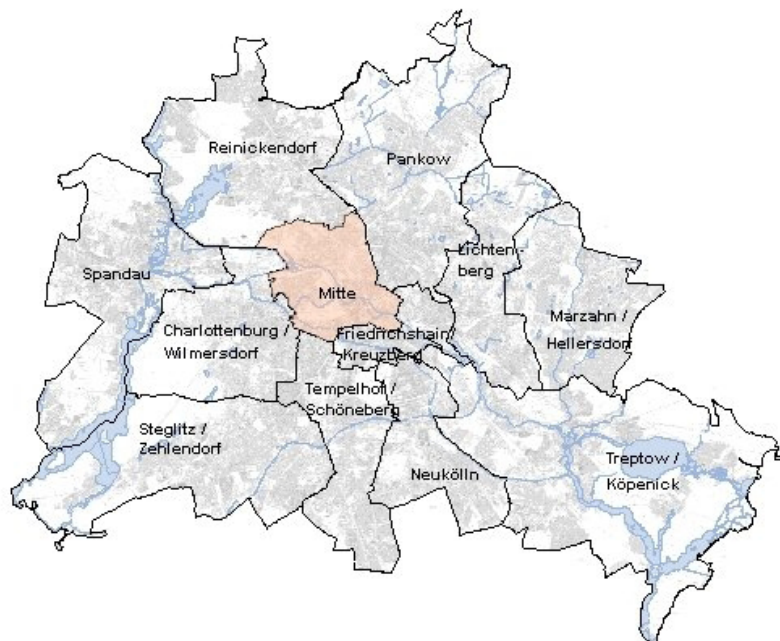 Reinickendorf
Pankow
Lichten-
berg
Spandau
Mitte
Marzahn /
Hellersdorf
Charlottenburg /
Wilmersdorf
Friedrichshain/
Kreuzberg
Tempelhof /
Schöneberg
Steglitz /
Zehlendorf
Neukölln
Treptow /
Köpenick